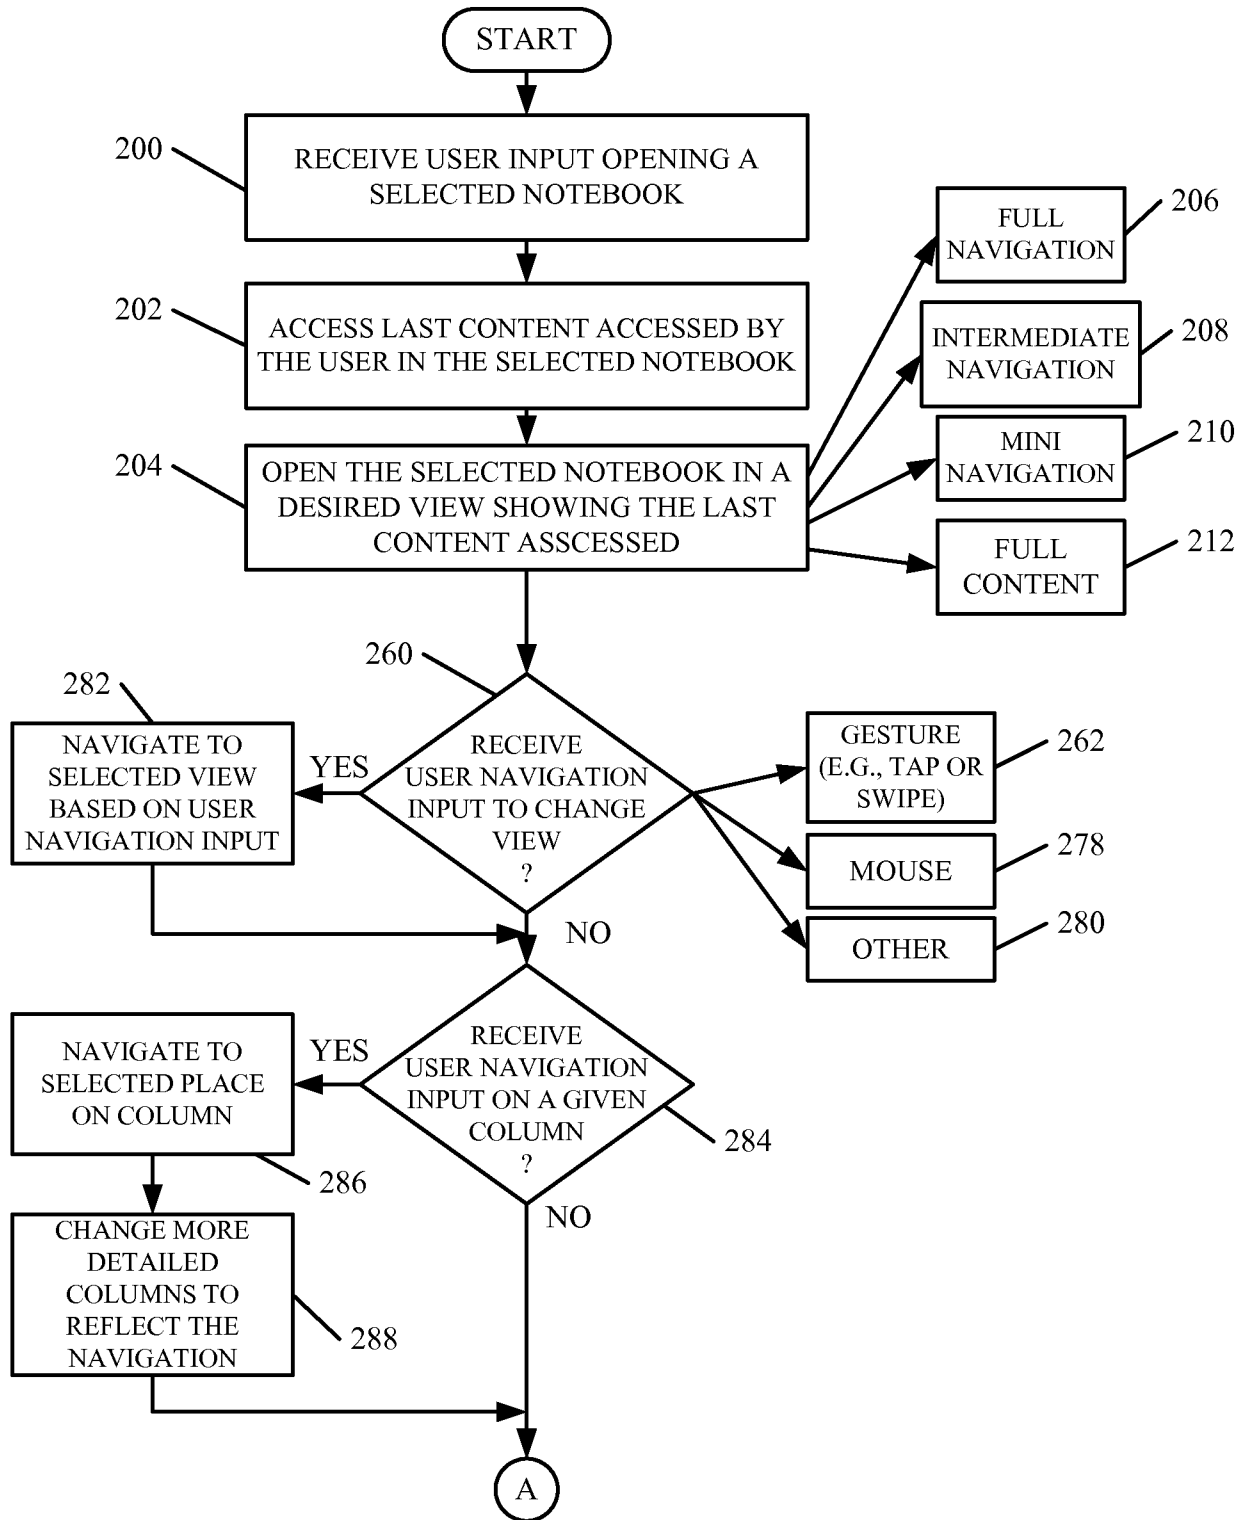 START
200
RECEIVE USER INPUT OPENING A
SELECTED NOTEBOOK
206
FULL
NAVIGATION
202
ACCESS LAST CONTENT ACCESSED BY
THE USER IN THE SELECTED NOTEBOOK
208
INTERMEDIATE
NAVIGATION
204
OPEN THE SELECTED NOTEBOOK IN A
DESIRED VIEW SHOWING THE LAST
CONTENT ASSCESSED
210
MINI
NAVIGATION
212
FULL
CONTENT
260
RECEIVE
USER NAVIGATION
INPUT TO CHANGE
VIEW
?
282
YES
NAVIGATE TO
SELECTED VIEW
BASED ON USER
NAVIGATION INPUT
262
GESTURE
(E.G., TAP OR
SWIPE)
278
MOUSE
280
OTHER
NO
RECEIVE
USER NAVIGATION
INPUT ON A GIVEN
COLUMN
?
284
YES
NAVIGATE TO
SELECTED PLACE
ON COLUMN
286
NO
CHANGE MORE
DETAILED
COLUMNS TO
REFLECT THE
NAVIGATION
288
A